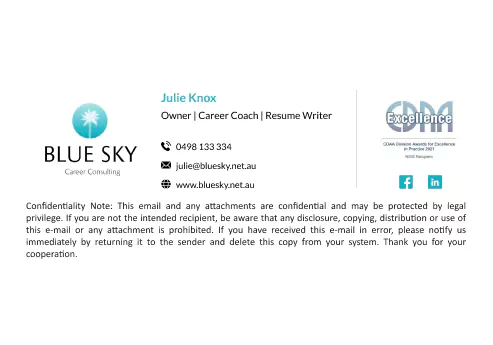 Julie Knox
Owner | Career Coach | Resume Writer
0498 133 334
julie@bluesky.net.au
www.bluesky.net.au
BLUE SKY
Career Consulting
CDAA
Excellence
CDAA Division Awards for Excellence
in Practice 2021
Confidentiality Note: This email and any attachments are confidential and may be protected by legal
privilege. If you are not the intended recipient, be aware that any disclosure, copying, distribution or use of
this e-mail or any attachment is prohibited. If you have received this e-mail in error, please notify us
immediately by returning it to the sender and delete this copy from your system. Thank you for your
cooperation.